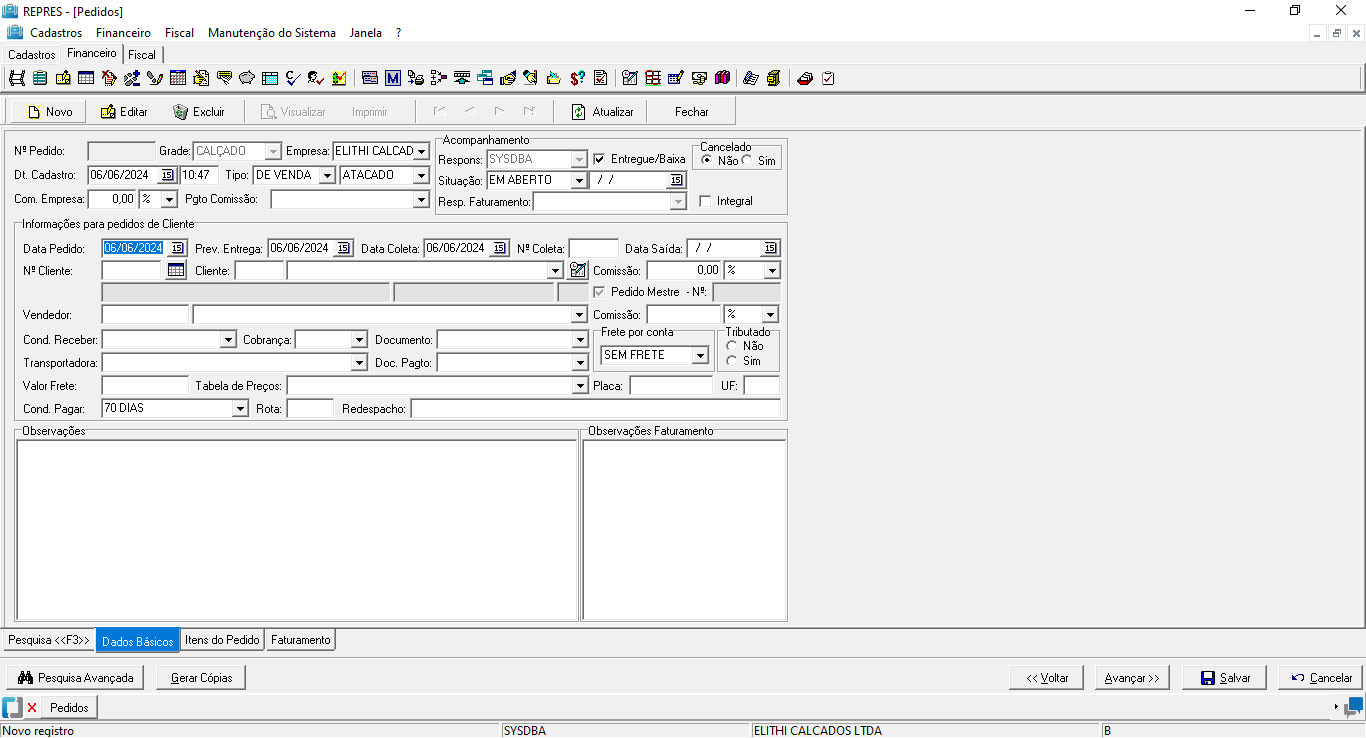 REPRES - [Pedidos]
Cadastros Financeiro Fiscal Manutenção do Sistema Janela ?
Cadastros Financeiro Fiscal
Novo Editar Excluir Visualizar Imprimir Atualizar Fechar
Nº Pedido: Grade: CALÇADO Empresa: ELITHI CALCAD
Dt. Cadastro: 06/06/2024 15 10:47 Tipo: DE VENDA ATACADO
Com. Empresa: 0,00 % Pgto Comissão:
Acompanhamento
Respons: SYSDBA Entregue/Baixa
Cancelado
Não Sim
Situação: EM ABERTO / / 15
Resp. Faturamento: Integral
Informações para pedidos de Cliente
Data Pedido: 06/06/2024 15 Prev. Entrega: 06/06/2024 15 Data Coleta: 06/06/2024 15 Nº Coleta: Data Saída: / / 15
Nº Cliente: Cliente: Comissão: 0,00 %
Pedido Mestre - Nº:
Vendedor: Comissão: %
Cond. Receber: Cobrança: Documento:
Frete por conta
SEM FRETE
Tributado
Não
Sim
Transportadora: Doc. Pagto:
Valor Frete: Tabela de Preços: Placa: UF:
Cond. Pagar: 70 DIAS Rota: Redespacho:
Observações
Observações Faturamento
Pesquisa <<F3>> Dados Básicos Itens do Pedido Faturamento
Pesquisa Avançada Gerar Cópias << Voltar Avançar >> Salvar Cancelar
Pedidos
Novo registro SYSDBA ELITHI CALCADOS LTDA B